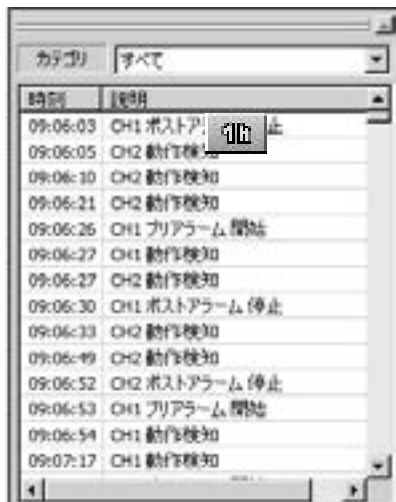 カテゴリ すべて
時刻 説明
09:06:03 CH1 ポストア 止
09:06:05 CH2 動作検知
09:06:10 CH2 動作検知
09:06:21 CH2 動作検知
09:06:26 CH1 プリアラーム 開始
09:06:27 CH1 動作検知
09:06:27 CH2 動作検知
09:06:30 CH1 ポストアラーム 停止
09:06:33 CH2 動作検知
09:06:49 CH2 動作検知
09:06:52 CH2 ポストアラーム 停止
09:06:53 CH1 プリアラーム 開始
09:06:54 CH1 動作検知
09:07:17 CH1 動作検知